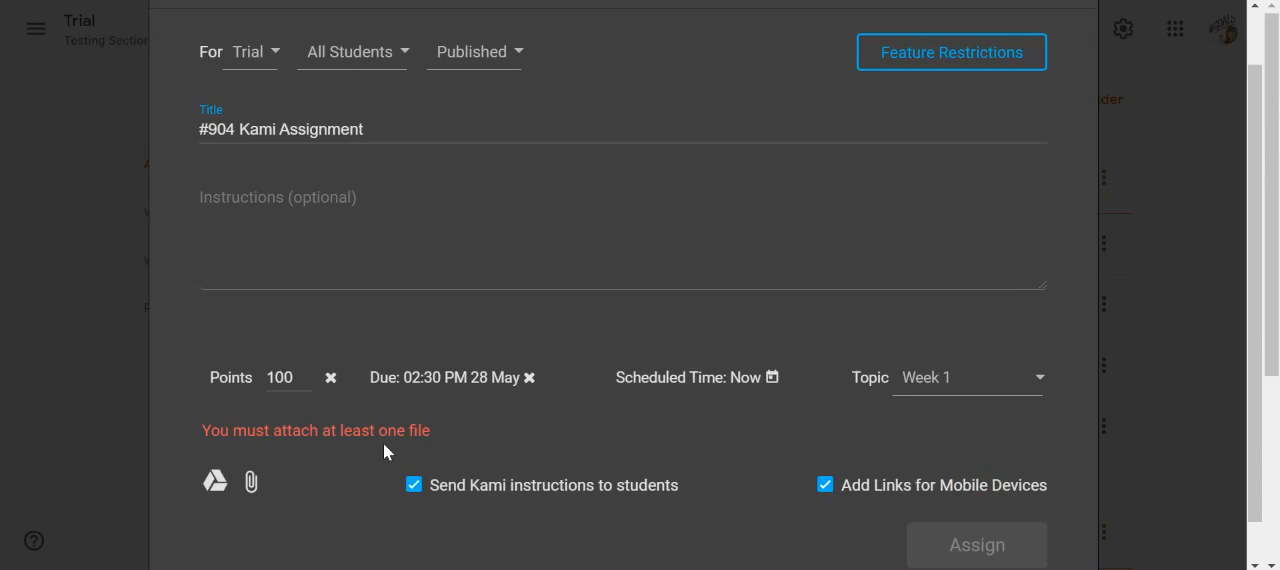 Trial
Testing Section
For Trial All Students Published
Feature Restrictions
Title
#904 Kami Assignment
Instructions (optional)
Points 100 Due: 02:30 PM 28 May Scheduled Time: Now Topic Week 1
You must attach at least one file
Send Kami instructions to students
Add Links for Mobile Devices
Assign